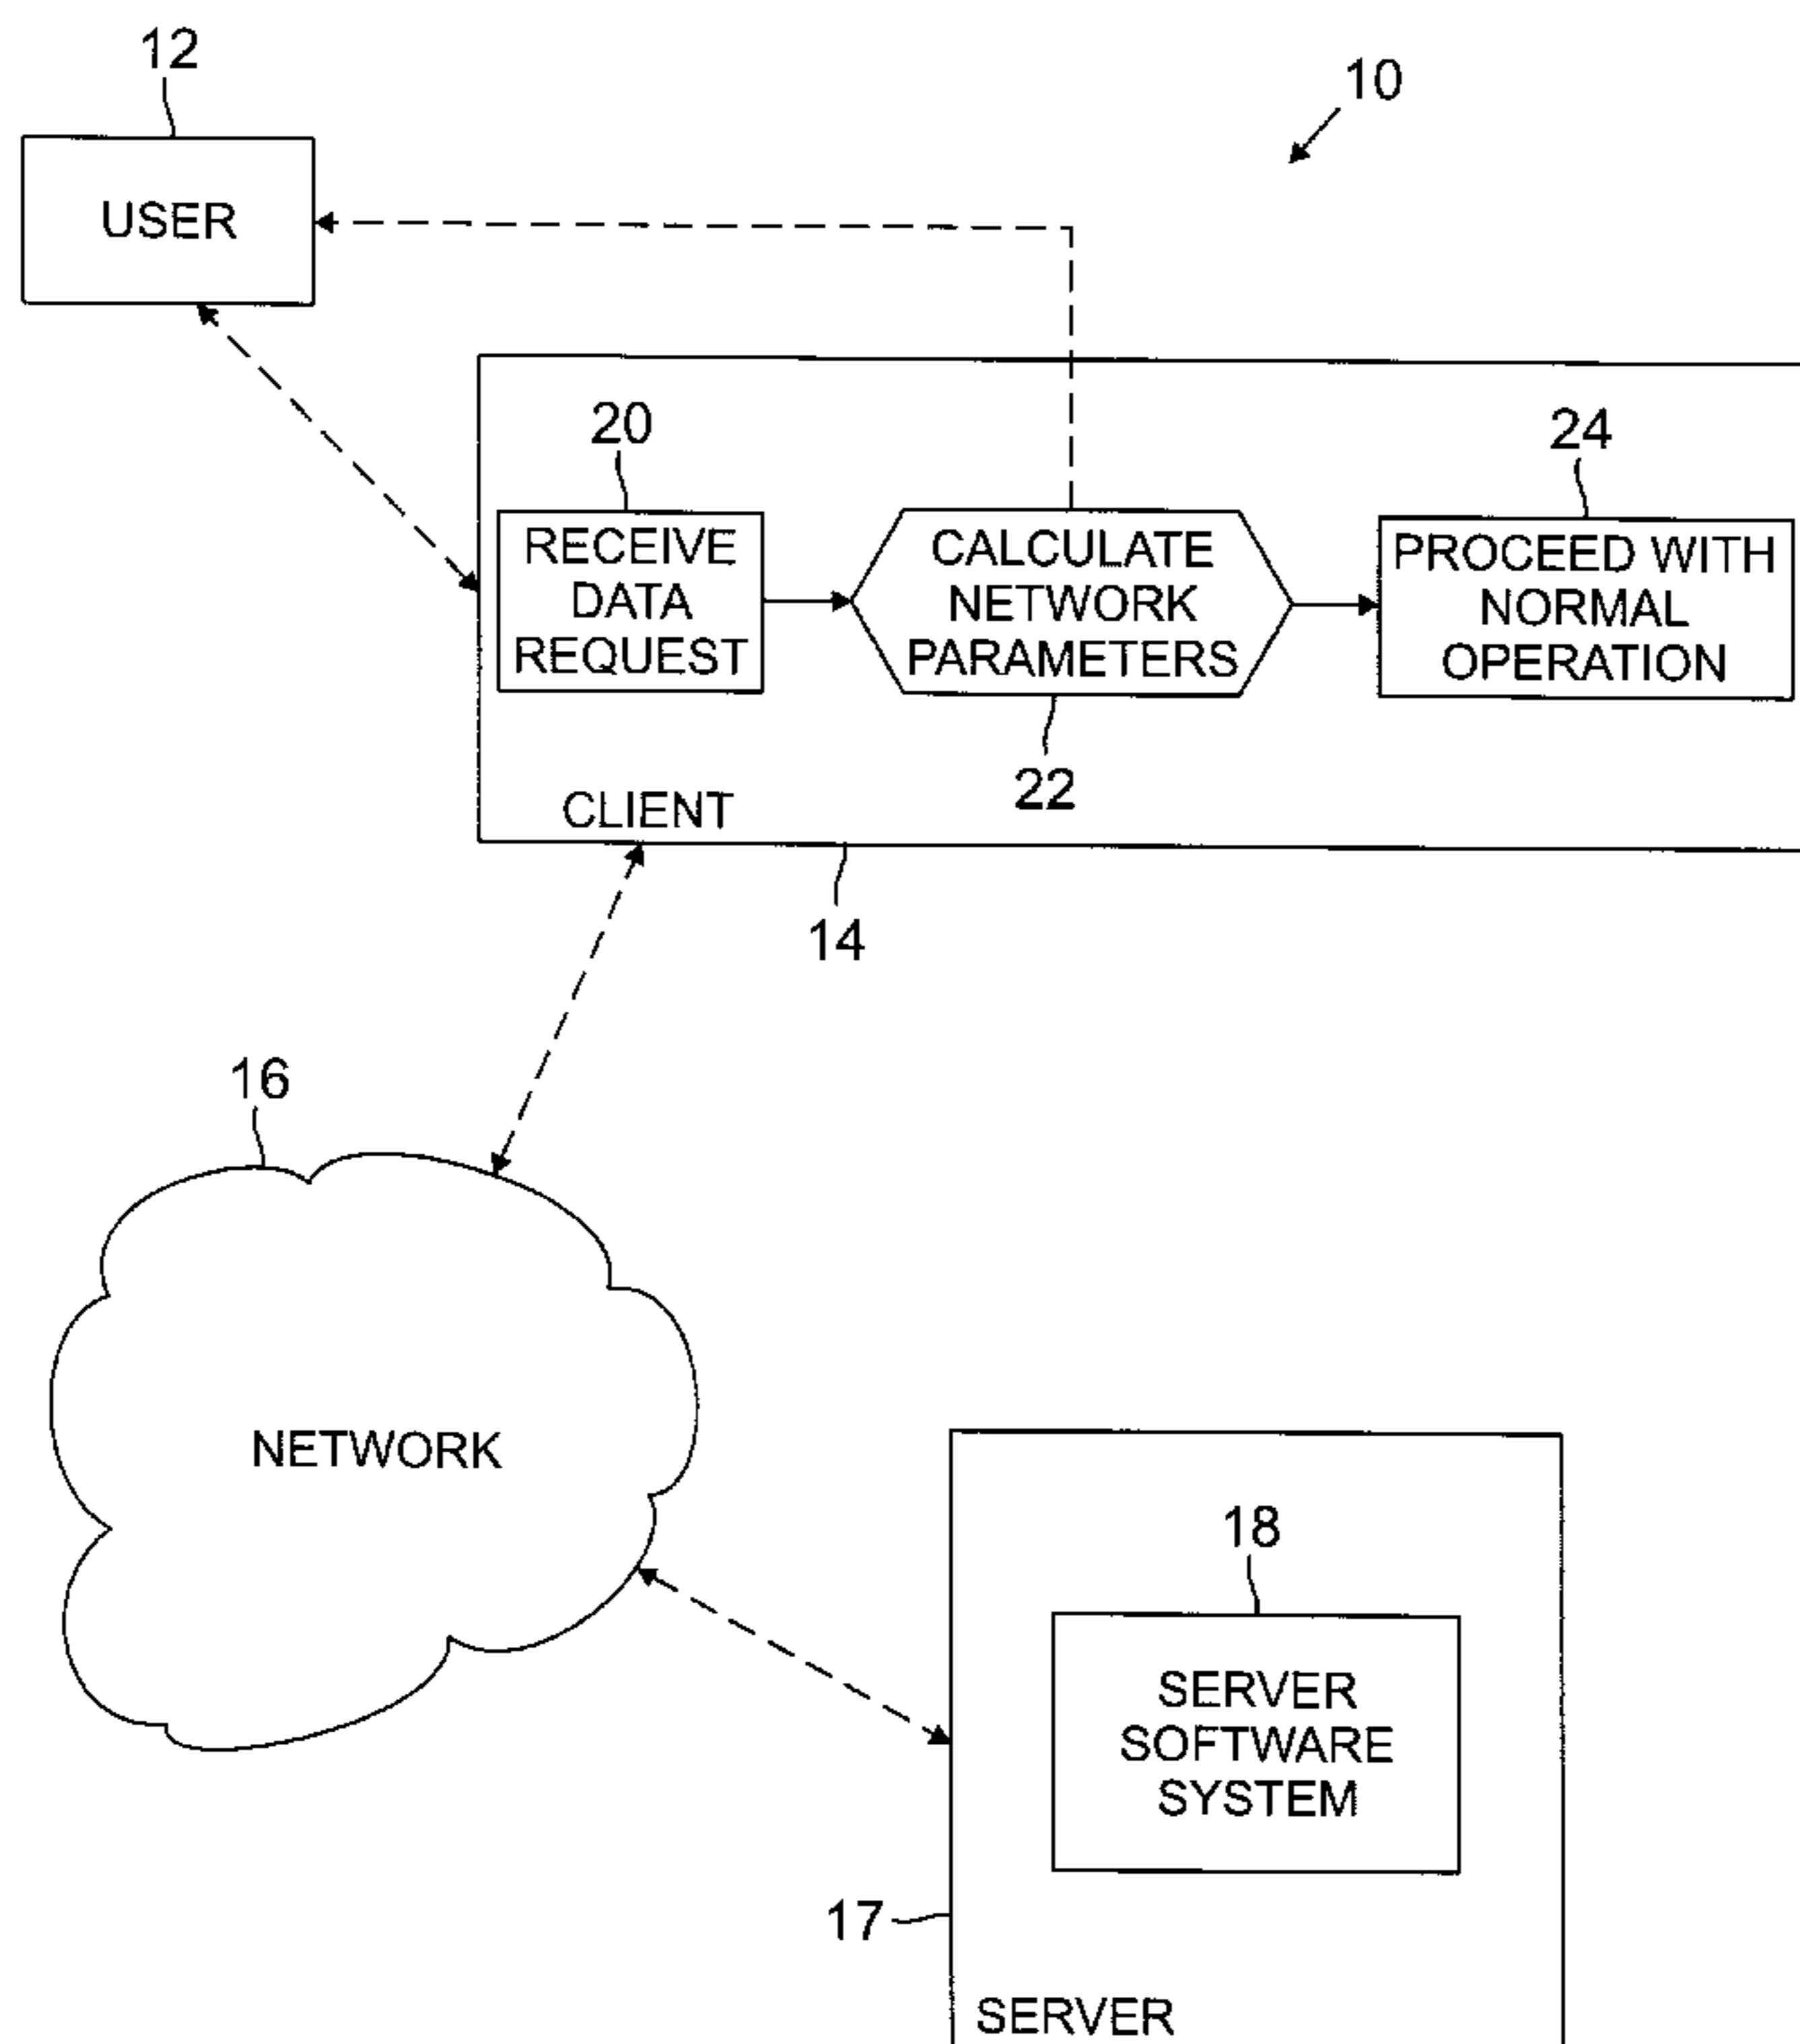 12
10
USER
20
24
RECEIVE
DATA
REQUEST
CALCULATE
NETWORK
PARAMETERS
PROCEED WITH
NORMAL
OPERATION
22
CLIENT
14
16
NETWORK
18
SERVER
SOFTWARE
SYSTEM
17
SERVER